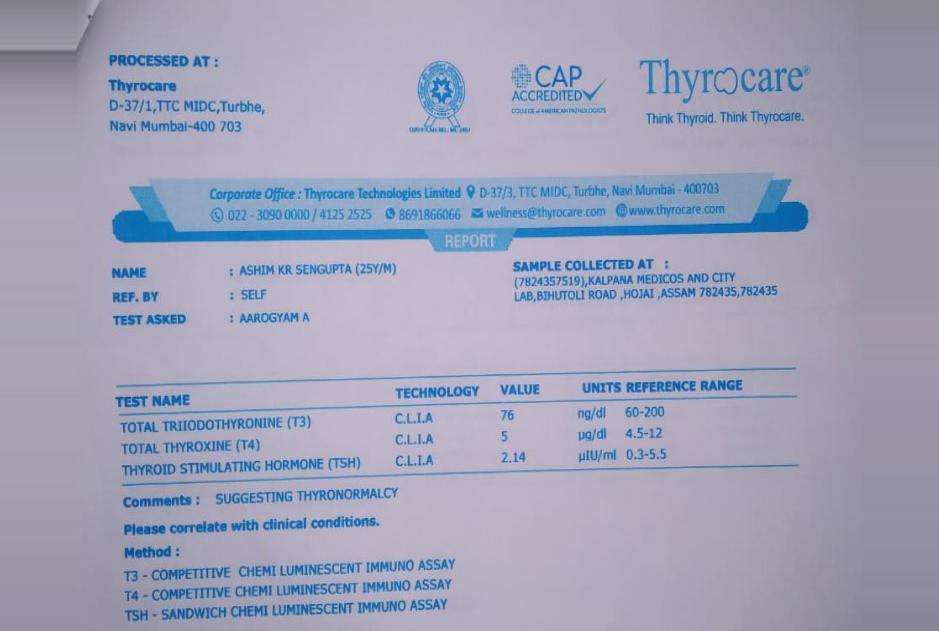 PROCESSED AT :
Thyrocare
D-37/1,TTC MIDC,Turbhe,
Navi Mumbai-400 703
CAP
ACCREDITED
COLLEGE of AMERICAN PATHOLOGISTS
Thyrocare®
Think Thyroid. Think Thyrocare.
Corporate Office : Thyrocare Technologies Limited D-37/3, TTC MIDC, Turbhe, Navi Mumbai - 400703
022 - 3090 0000 / 4125 2525 8691866066 wellness@thyrocare.com www.thyrocare.com
REPORT
NAME : ASHIM KR SENGUPTA (25Y/M)
REF. BY : SELF
TEST ASKED : AAROGYAM A
SAMPLE COLLECTED AT :
(7824357519),KALPANA MEDICOS AND CITY
LAB,BIHUTOLI ROAD ,HOJAI ,ASSAM 782435,782435
TEST NAME TECHNOLOGY VALUE UNITS REFERENCE RANGE
TOTAL TRIIODOTHYRONINE (T3) C.L.I.A 76 ng/dl 60-200
TOTAL THYROXINE (T4) C.L.I.A 5 µg/dl 4.5-12
THYROID STIMULATING HORMONE (TSH) C.L.I.A 2.14 µIU/ml 0.3-5.5
Comments : SUGGESTING THYRONORMALCY
Please correlate with clinical conditions.
Method :
T3 - COMPETITIVE CHEMI LUMINESCENT IMMUNO ASSAY
T4 - COMPETITIVE CHEMI LUMINESCENT IMMUNO ASSAY
TSH - SANDWICH CHEMI LUMINESCENT IMMUNO ASSAY